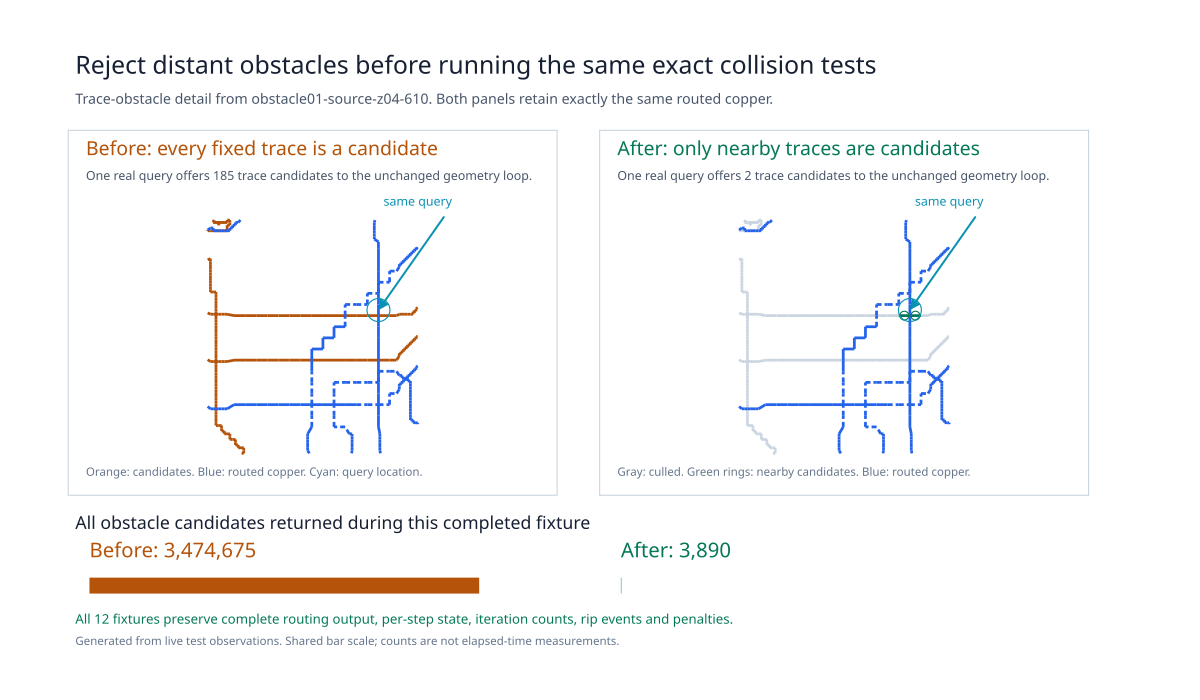 Reject distant obstacles before running the same exact collision tests
Trace-obstacle detail from obstacle01-source-z04-610. Both panels retain exactly the same routed copper.
Before: every fixed trace is a candidate
One real query offers 185 trace candidates to the unchanged geometry loop.
same query
Orange: candidates. Blue: routed copper. Cyan: query location.
After: only nearby traces are candidates
One real query offers 2 trace candidates to the unchanged geometry loop.
same query
Gray: culled. Green rings: nearby candidates. Blue: routed copper.
All obstacle candidates returned during this completed fixture
Before: 3,474,675
After: 3,890
All 12 fixtures preserve complete routing output, per-step state, iteration counts, rip events and penalties.
Generated from live test observations. Shared bar scale; counts are not elapsed-time measurements.